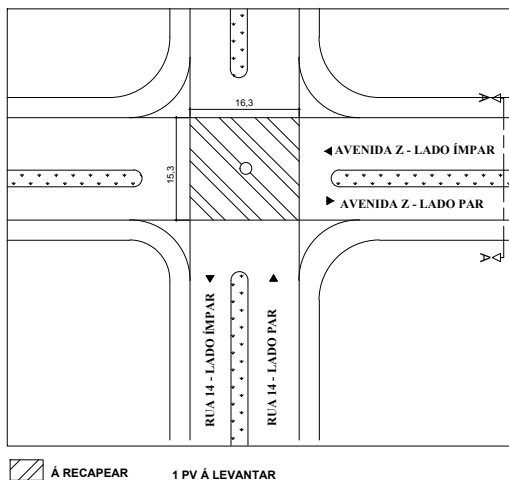 16,3
A
15,3
AVENIDA Z - LADO ÍMPAR
AVENIDA Z - LADO PAR
A
RUA 14 - LADO ÍMPAR
RUA 14 - LADO PAR
Á RECAPEAR
1 PV Á LEVANTAR